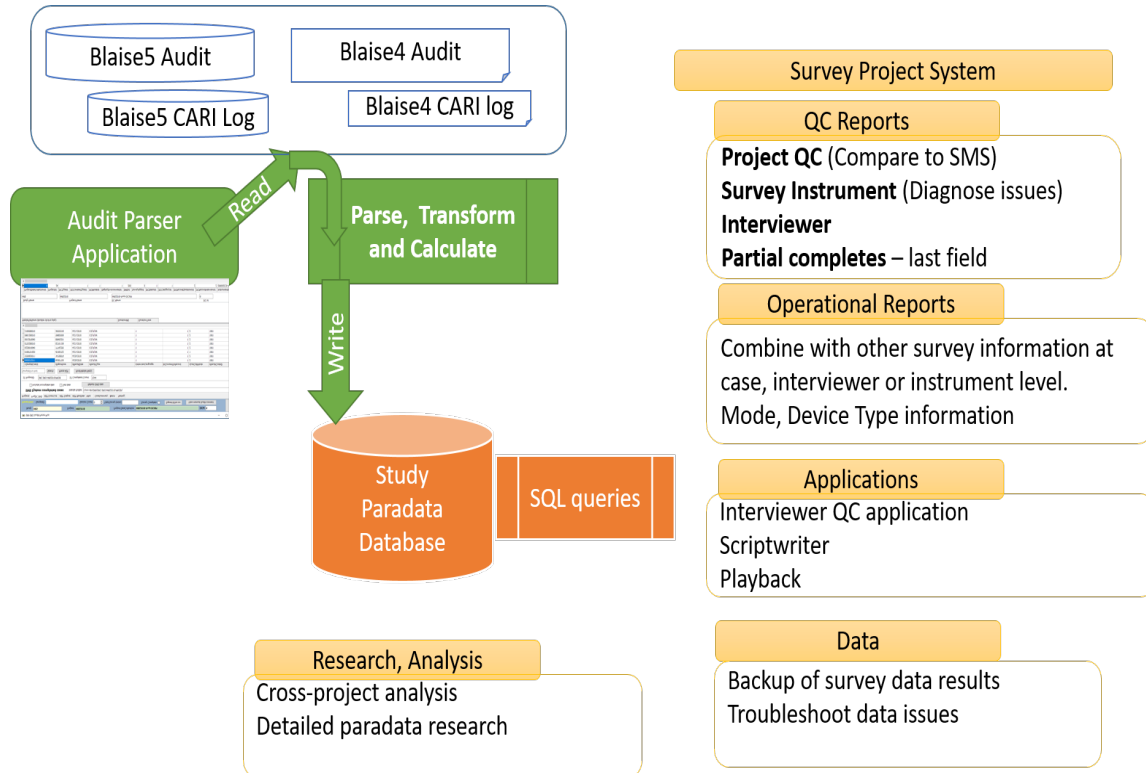 Blaise5 Audit
Blaise4 Audit
Blaise5 CARI Log
Blaise4 CARI log
Audit Parser
Application
Read
Parse, Transform
and Calculate
Write
Study
Paradata
Database
SQL queries
Survey Project System
QC Reports
Project QC (Compare to SMS)
Survey Instrument (Diagnose issues)
Interviewer
Partial completes – last field
Operational Reports
Combine with other survey information at
case, interviewer or instrument level.
Mode, Device Type information
Applications
Interviewer QC application
Scriptwriter
Playback
Data
Backup of survey data results
Troubleshoot data issues
Research, Analysis
Cross-project analysis
Detailed paradata research